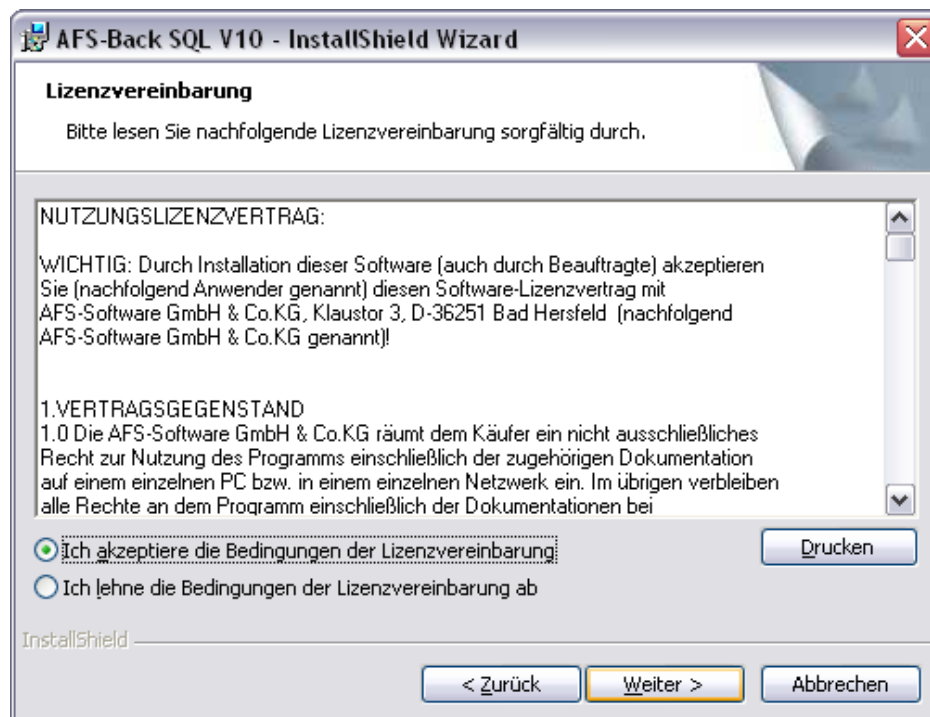 AFS-Back SQL V10 - InstallShield Wizard
Lizenzvereinbarung
Bitte lesen Sie nachfolgende Lizenzvereinbarung sorgfältig durch.
NUTZUNGSLIZENZVERTRAG:
WICHTIG: Durch Installation dieser Software (auch durch Beauftragte) akzeptieren
Sie (nachfolgend Anwender genannt) diesen Software-Lizenzvertrag mit
AFS-Software GmbH & Co.KG, Klaustor 3, D-36251 Bad Hersfeld  (nachfolgend
AFS-Software GmbH & Co.KG genannt)!
1.VERTRAGSGEGENSTAND
1.0 Die AFS-Software GmbH & Co.KG räumt dem Käufer ein nicht ausschließliches
Recht zur Nutzung des Programms einschließlich der zugehörigen Dokumentation
auf einem einzelnen PC bzw. in einem einzelnen Netzwerk ein. Im übrigen verbleiben
alle Rechte an dem Programm einschließlich der Dokumentationen bei
Ich akzeptiere die Bedingungen der Lizenzvereinbarung
Drucken
Ich lehne die Bedingungen der Lizenzvereinbarung ab
InstallShield
< Zurück
Weiter >
Abbrechen